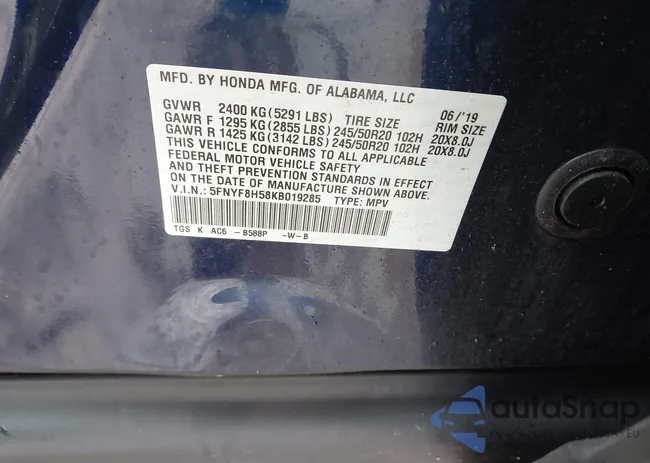 MFD. BY HONDA MFG. OF ALABAMA, LLC
GVWR 2400 KG(5291 LBS) TIRE SIZE 06/'19 RIM SIZE
GAWR F 1295 KG(2855 LBS)245/50R20 102H 20X8.0J
GAWR R 1425 KG(3142 LBS)245/50R20 102H 20X8.0J
THIS VEHICLE CONFORMS TO ALL APPLICABLE
FEDERAL MOTOR VEHICLE SAFETY
AND THEFT PREVENTION STANDARDS IN EFFECT
ON THE DATE OF MANUFACTURE SHOWN ABOVE.
V.I.N.: 5FNYF8H58KB019285 TYPE: MPV
TGS K AC6 -B588P -W-B
autoSnap